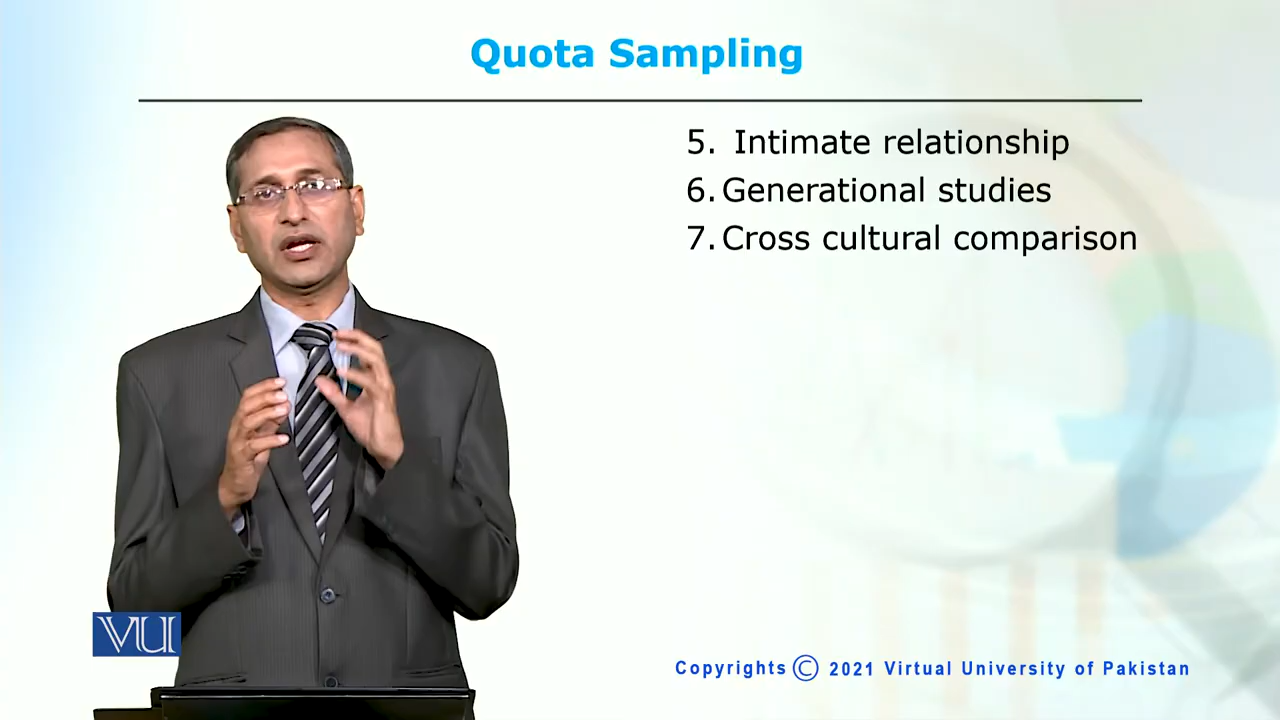 Quota Sampling
5. Intimate relationship
6. Generational studies
7. Cross cultural comparison
VU
Copyrights © 2021 Virtual University of Pakistan